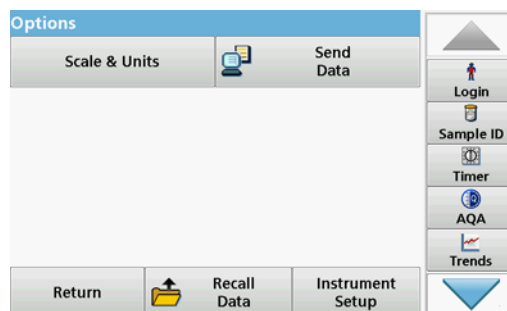 Options
Scale & Units
Send
Data
Login
Sample ID
Timer
AQA
Trends
Return
Recall
Data
Instrument
Setup